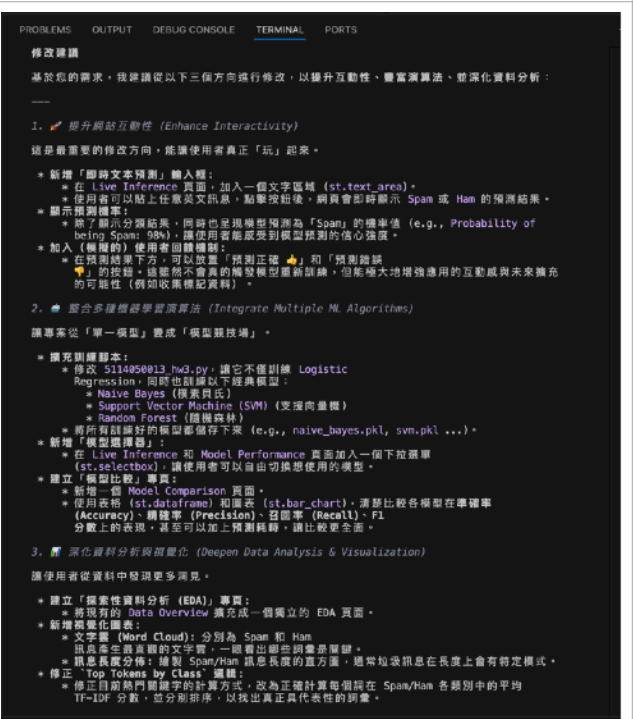 PROBLEMS OUTPUT DEBUG CONSOLE TERMINAL PORTS
修改建議
基於您的需求，我建議從以下三個方向進行修改，以提升互動性、豐富演算法、並深化資料分析：
———
1. 🚀 提升網站互動性 (Enhance Interactivity)
這是最重要的修改方向，能讓使用者真正「玩」起來。
* 新增「即時文本預測」輸入框：
* 在 Live Inference 頁面，加入一個文字區域 (st.text_area)。
* 使用者可以貼上任意英文訊息，點擊按鈕後，網頁會即時顯示 Spam 或 Ham 的預測結果。
* 顯示預測機率：
* 除了顯示分類結果，同時也呈現模型預測為「Spam」的機率值 (e.g., Probability of
being Spam: 98%)，讓使用者能感受到模型預測的信心強度。
* 加入 (模擬的) 使用者回饋機制：
* 在預測結果下方，可以放置「預測正確 👍」和「預測錯誤
👎」的按鈕。這雖然不會真的觸發模型重新訓練，但能極大地增強應用的互動感與未來擴充
的可能性 (例如收集標記資料) 。
2. 🤖 整合多種機器學習演算法 (Integrate Multiple ML Algorithms)
讓專案從「單一模型」變成「模型競技場」。
* 擴充訓練腳本：
* 修改 5114050013_hw3.py，讓它不僅訓練 Logistic
Regression，同時也訓練以下經典模型：
* Naive Bayes (樸素貝氏)
* Support Vector Machine (SVM) (支援向量機)
* Random Forest (隨機森林)
* 將所有訓練好的模型都儲存下來 (e.g., naive_bayes.pkl, svm.pkl ...)。
* 新增「模型選擇器」：
* 在 Live Inference 和 Model Performance 頁面加入一個下拉選單
(st.selectbox)，讓使用者可以自由切換想使用的模型。
* 建立「模型比較」專頁：
* 新增一個 Model Comparison 頁面。
* 使用表格 (st.dataframe) 和圖表 (st.bar_chart)，清楚比較各模型在準確率
(Accuracy)、精確率 (Precision)、召回率 (Recall)、F1
分數上的表現，甚至可以加上預測耗時，讓比較更全面。
3. 📊 深化資料分析與視覺化 (Deepen Data Analysis & Visualization)
讓使用者從資料中發現更多洞見。
* 建立「探索性資料分析 (EDA)」專頁：
* 將現有的 Data Overview 擴充成一個獨立的 EDA 頁面。
* 新增視覺化圖表：
* 文字雲 (Word Cloud): 分別為 Spam 和 Ham
訊息產生最直觀的文字雲，一眼看出哪些詞彙是關鍵。
* 訊息長度分佈: 繪製 Spam/Ham 訊息長度的直方圖，通常垃圾訊息在長度上會有特定模式。
* 修正 `Top Tokens by Class` 邏輯：
* 修正目前熱門關鍵字的計算方式，改為正確計算每個詞在 Spam/Ham 各類別中的平均
TF-IDF 分數，並分別排序，以找出真正具代表性的詞彙。